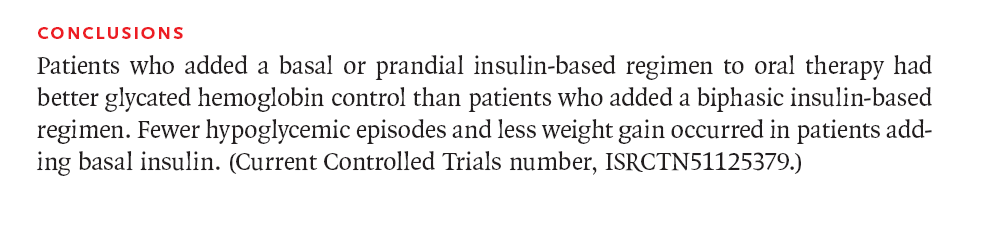 CONCLUSIONS
Patients who added a basal or prandial insulin-based regimen to oral therapy had
better glycated hemoglobin control than patients who added a biphasic insulin-based
regimen. Fewer hypoglycemic episodes and less weight gain occurred in patients add-
ing basal insulin. (Current Controlled Trials number, ISRCTN51125379.)